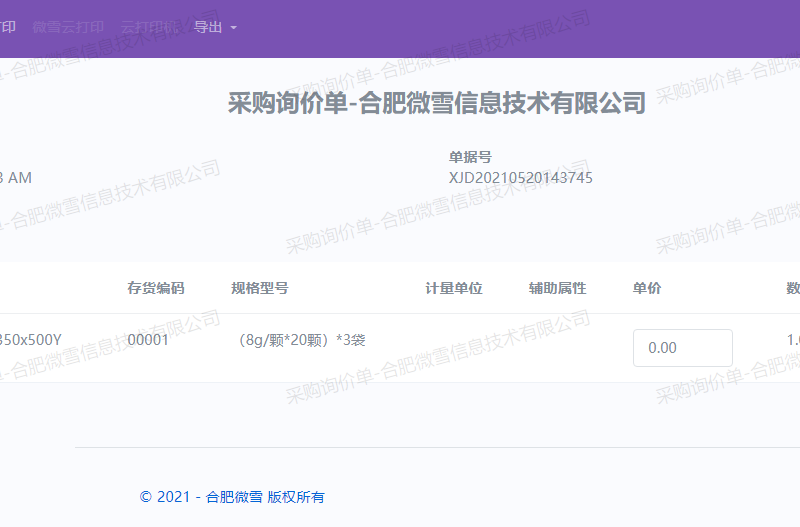 印 微雪云打印 云打印机 导出
采购询价单-合肥微雪信息技术有限公司
单据号
3 AM XJD20210520143745
存货编码 规格型号 计量单位 辅助属性 单价 数
350x500Y 00001 （8g/颗*20颗）*3袋 0.00 1.
© 2021 - 合肥微雪 版权所有
采购询价单-合肥微雪信息技术有限公司